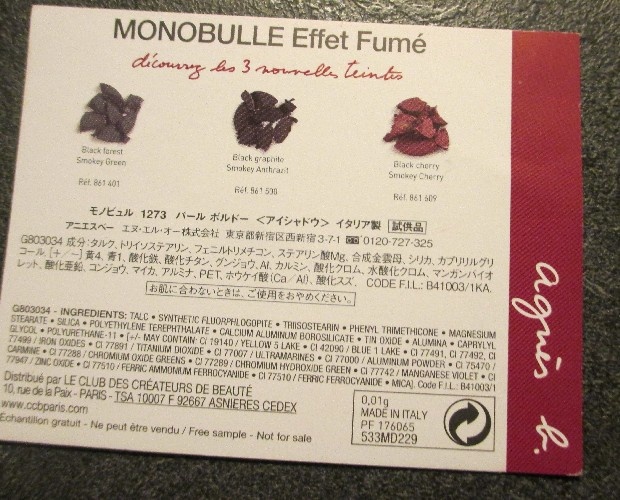 MONOBULLE Effet Fumé
découvrez les 3 nouvelles teintes
Black forest
Smokey Green
Réf. 861 401
Black graphite
Smokey Anthrazit
Réf. 861 500
Black cherry
Smokey Cherry
Réf. 861 609
モノビュル 1273 パール ボルドー <アイシャドウ> イタリア製 試供品
アニエスベー エヌ・エル・オー株式会社 東京都新宿区西新宿3-7-1 0120-727-325
G803034 成分:タルク、トリイソステアリン、フェニルトリメチコン、ステアリン酸Mg、合成金雲母、シリカ、カプリリルグリ
コール、[+/−]黄4、青1、酸化鉄、酸化チタン、グンジョウ、Al、カルミン、酸化クロム、水酸化クロム、マンガンバイオ
レット、酸化亜鉛、コンジョウ、マイカ、アルミナ、PET、ホウケイ酸(Ca/Al)、酸化スズ. CODE F.I.L: B41003/1KA.
お肌に合わないときは、ご使用をおやめください。
G803034 - INGREDIENTS: TALC • SYNTHETIC FLUORPHLOGOPITE • TRIISOSTEARIN • PHENYL TRIMETHICONE • MAGNESIUM
STEARATE • SILICA • POLYETHYLENE TEREPHTHALATE • CALCIUM ALUMINUM BOROSILICATE • TIN OXIDE • ALUMINA • CAPRYLYL
GLYCOL • POLYURETHANE-11 • [+/- MAY CONTAIN: CI 19140 / YELLOW 5 LAKE • CI 42090 / BLUE 1 LAKE • CI 77491, CI 77492, CI
77499 / IRON OXIDES • CI 77891 / TITANIUM DIOXIDE • CI 77007 / ULTRAMARINES • CI 77000 / ALUMINUM POWDER • CI 75470 /
CARMINE • CI 77288 / CHROMIUM OXIDE GREENS • CI 77289 / CHROMIUM HYDROXIDE GREEN • CI 77742 / MANGANESE VIOLET • CI
77947 / ZINC OXIDE • CI 77510 / FERRIC AMMONIUM FERROCYANIDE • CI 77510 / FERRIC FERROCYANIDE • MICA]. Code F.I.L: B41003/1
Distribué par LE CLUB DES CRÉATEURS DE BEAUTÉ
10, rue de la Paix - PARIS - TSA 10007 F 92667 ASNIÈRES CEDEX
www.ccbparis.com
Echantillon gratuit - Ne peut être vendu / Free sample - Not for sale
0,01g
MADE IN ITALY
PF 176065
533MD229
agnès b.